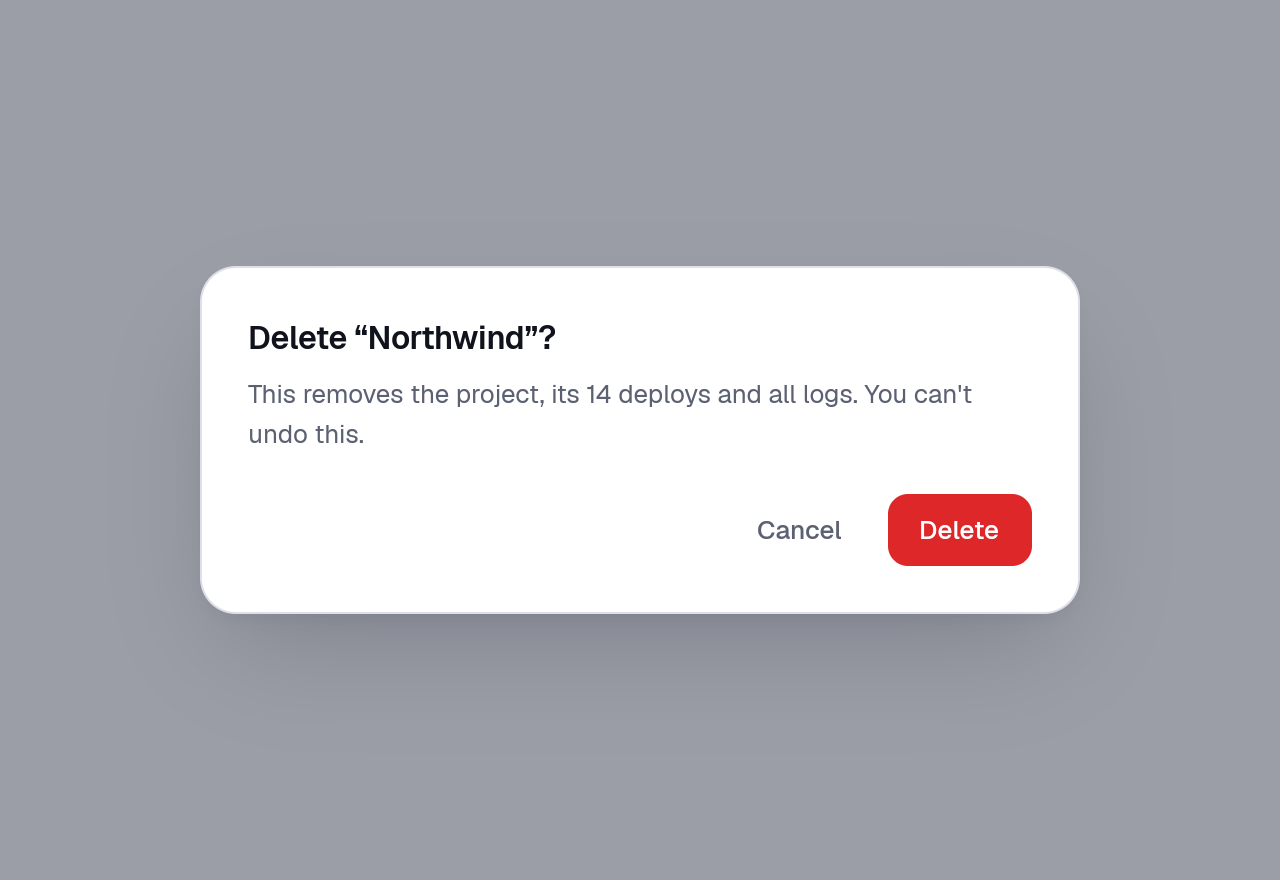 Delete “Northwind”?
This removes the project, its 14 deploys and all logs. You can't
undo this.
Cancel
Delete